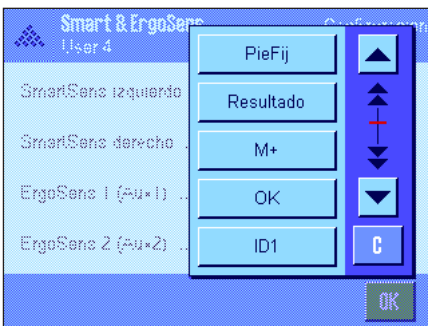 Smart & ErgoSens
User 4
SmartSens izquierdo
SmartSens derecho .
ErgoSens 1 (Aux1) ..
ErgoSens 2 (Aux2) ..
PieFij
Resultado
M+
OK
ID1
C
OK